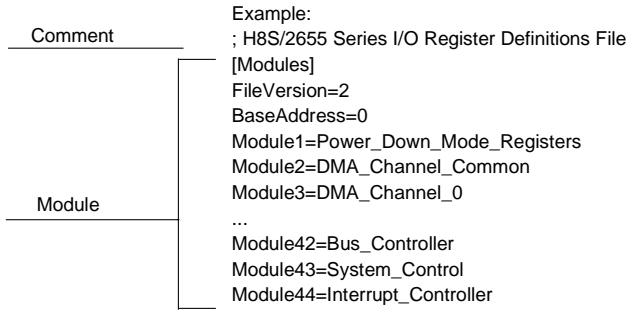 Example:
Comment
; H8S/2655 Series I/O Register Definitions File
[Modules]
FileVersion=2
BaseAddress=0
Module1=Power_Down_Mode_Registers
Module2=DMA_Channel_Common
Module3=DMA_Channel_0
Module
...
Module42=Bus_Controller
Module43=System_Control
Module44=Interrupt_Controller